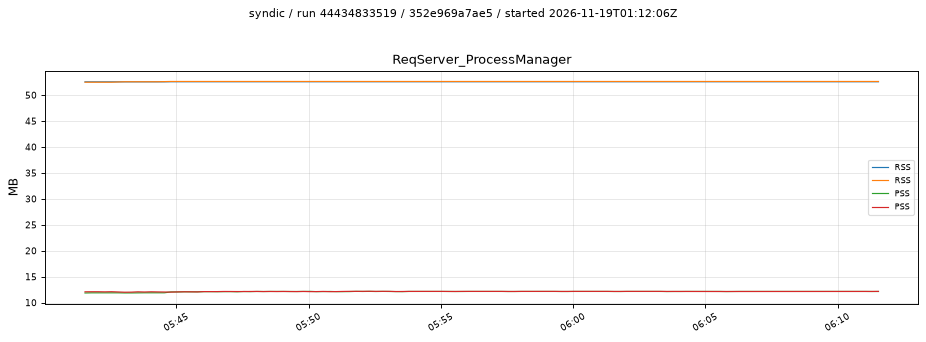 syndic / run 44434833519 / 352e969a7ae5 / started 2026-11-19T01:12:06Z
ReqServer_ProcessManager
MB
50
45
40
35
30
25
20
15
10
RSS
RSS
PSS
PSS
05:45
05:50
05:55
06:00
06:05
06:10